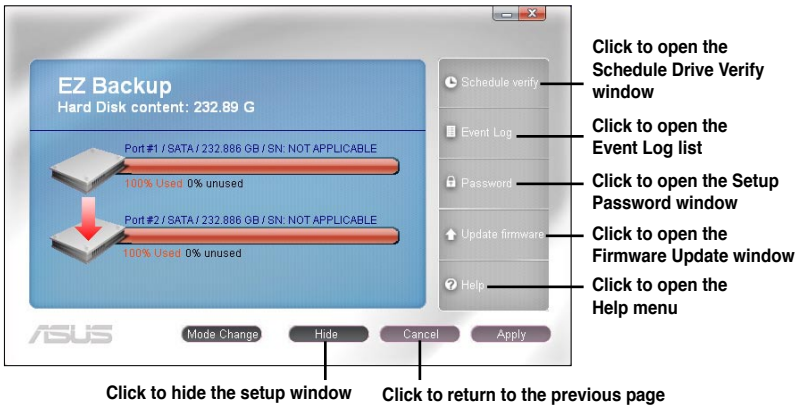 EZ Backup
Hard Disk content: 232.89 G
Port #1 / SATA / 232.886 GB / SN: NOT APPLICABLE
100% Used 0% unused
Port #2 / SATA / 232.886 GB / SN: NOT APPLICABLE
100% Used 0% unused
Schedule verify
Event Log
Password
Update firmware
Help
Click to open the
Schedule Drive Verify
window
Click to open the
Event Log list
Click to open the Setup
Password window
Click to open the
Firmware Update window
Click to open the
Help menu
ASUS
Mode Change
Hide
Cancel
Apply
Click to hide the setup window
Click to return to the previous page